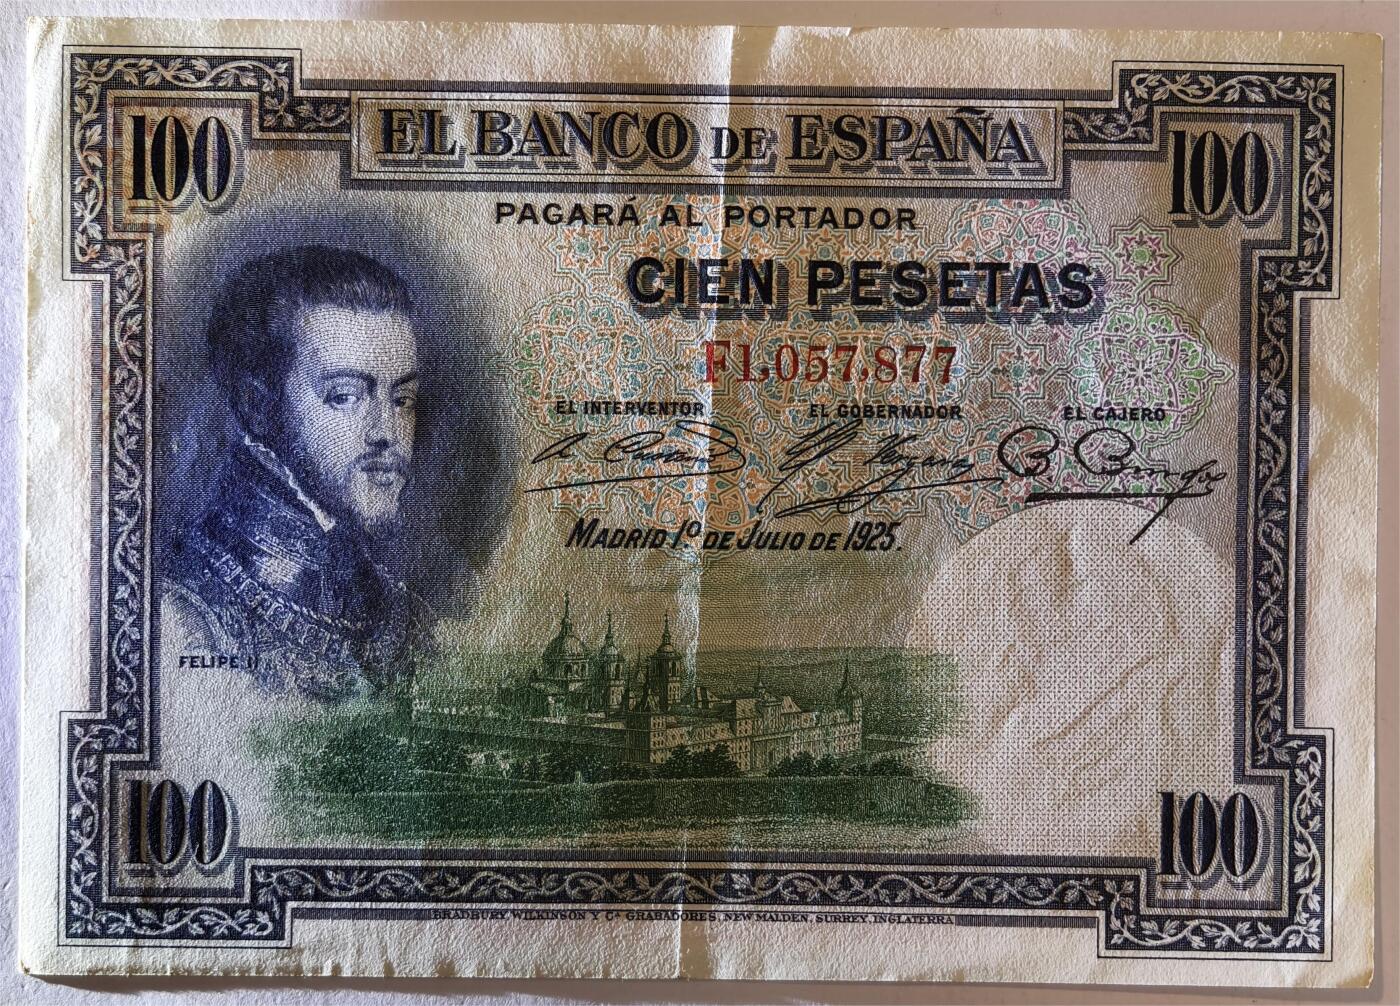 100 EL BANCO DE ESPAÑA 100
PAGARÁ AL PORTADOR
CIEN PESETAS
F1,057,877
EL INTERVENTOR EL GOBERNADOR EL CAJERO
MADRID 1º DE JULIO DE 1925.
FELIPE II
100 100
BRADBURY, WILKINSON Y Cª GRABADORES, NEW MALDEN, SURREY, INGLATERRA